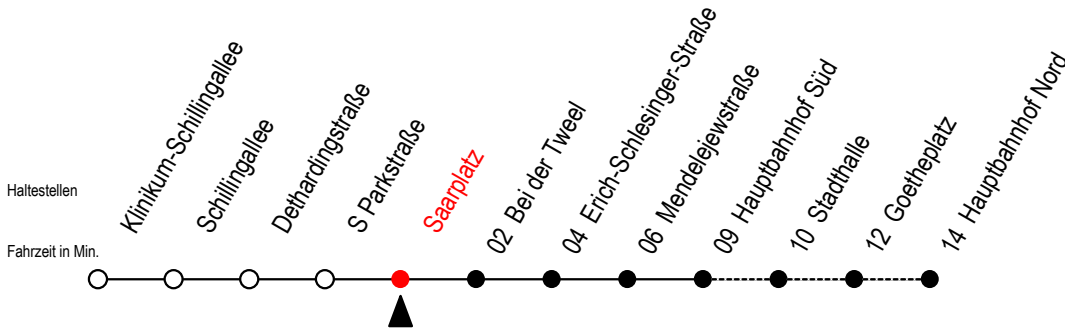 Haltestellen
Fahrzeit in Min.
Klinikum-Schillingallee
Schillingallee
Dethardingstraße
S Parkstraße
Saarplatz
02 Bei der Tweel
04 Erich-Schlesinger-Straße
06 Mendelejewstraße
09 Hauptbahnhof Süd
10 Stadthalle
12 Goetheplatz
14 Hauptbahnhof Nord